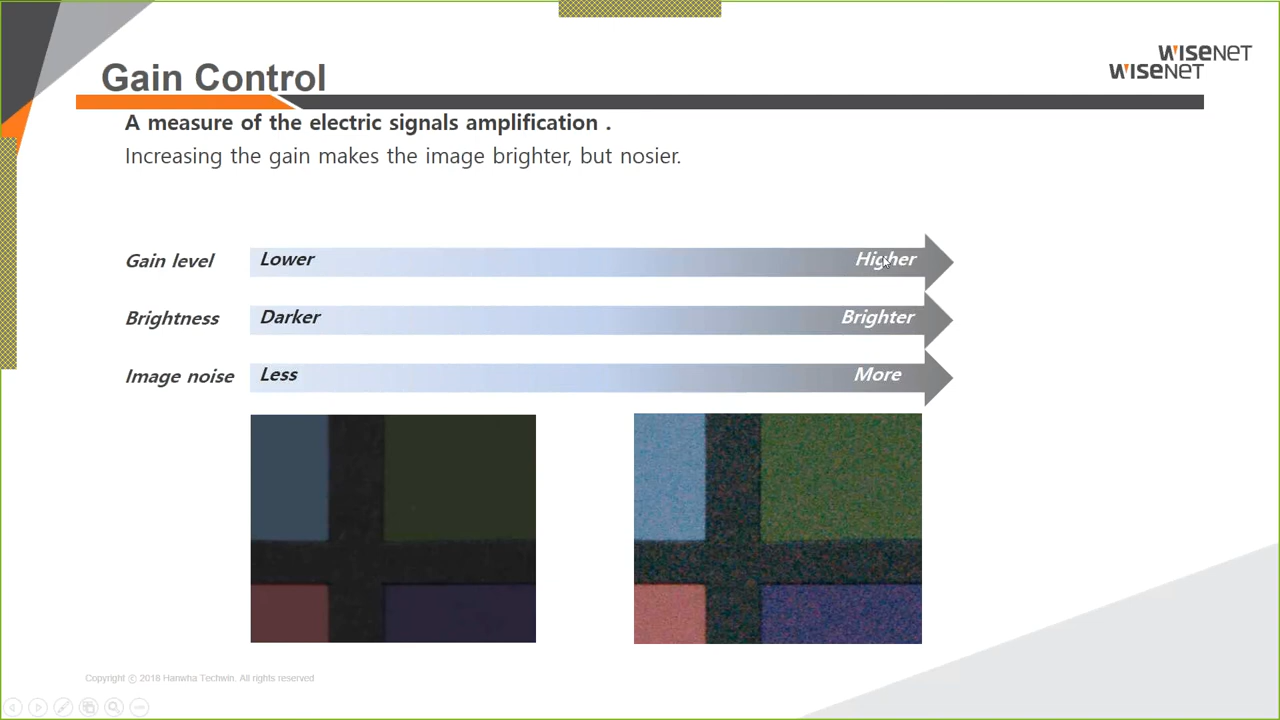 WISENET
WISENET
Gain Control
A measure of the electric signals amplification .
Increasing the gain makes the image brighter, but nosier.
Gain level Lower Higher
Brightness Darker Brighter
Image noise Less More
Copyright ⓒ 2018 Hanwha Techwin. All rights reserved